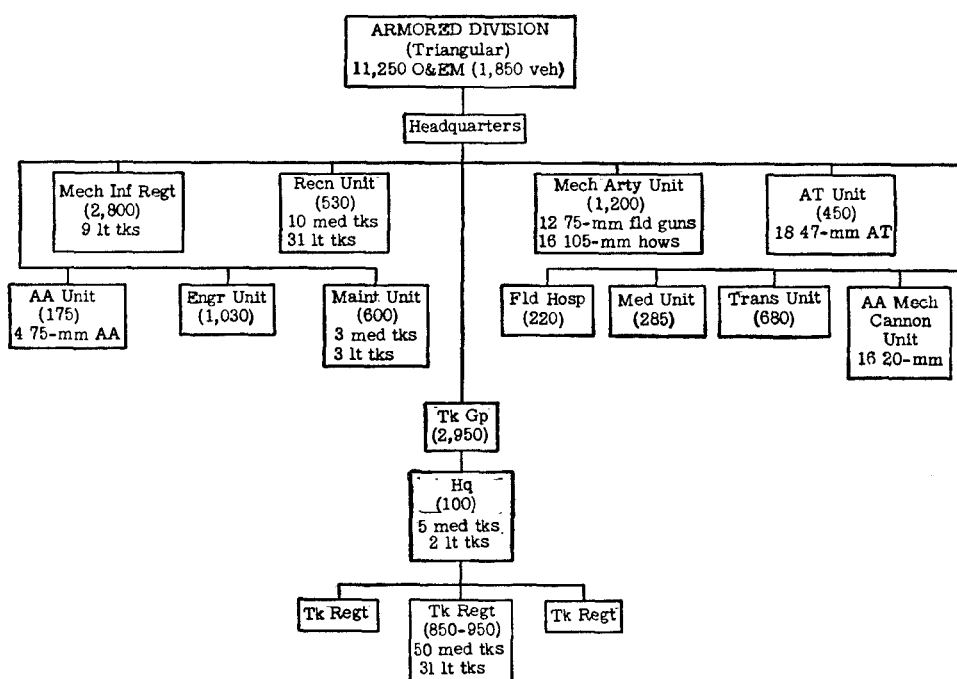 ARMORED DIVISION
(Triangular)
11,250 O&EM (1,850 veh)
Headquarters
Mech Inf Regt
(2,800)
9 lt tks
Recn Unit
(530)
10 med tks
31 lt tks
Mech Arty Unit
(1,200)
12 75-mm fld guns
16 105-mm hows
AT Unit
(450)
18 47-mm AT
AA Unit
(175)
4 75-mm AA
Engr Unit
(1,030)
Maint Unit
(600)
3 med tks
3 lt tks
Fld Hosp
(220)
Med Unit
(285)
Trans Unit
(680)
AA Mech
Cannon
Unit
16 20-mm
Tk Gp
(2,950)
Hq
(100)
5 med tks
2 lt tks
Tk Regt
Tk Regt
(850-950)
50 med tks
31 lt tks
Tk Regt